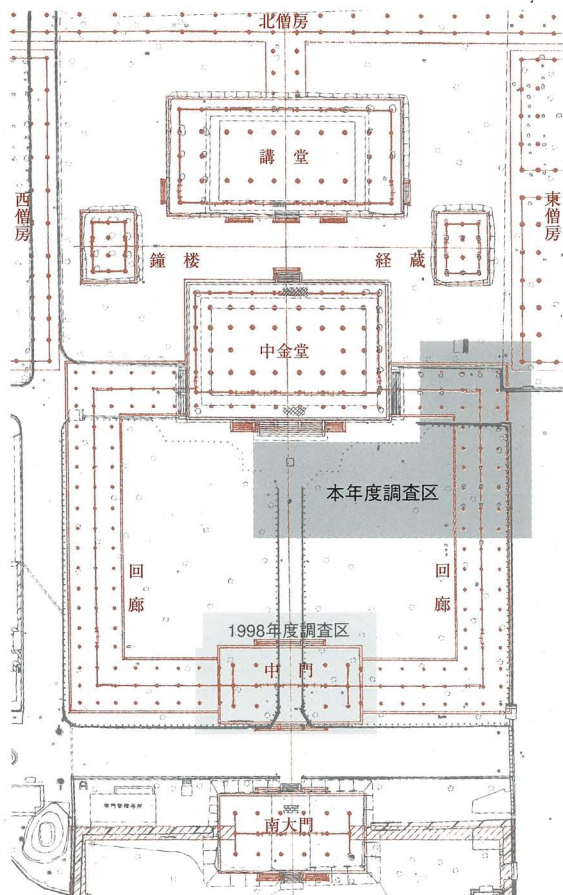 北僧房
講堂
西僧房
東僧房
鐘楼
経蔵
中金堂
本年度調査区
回廊
回廊
1998年度調査区
中門
南大門